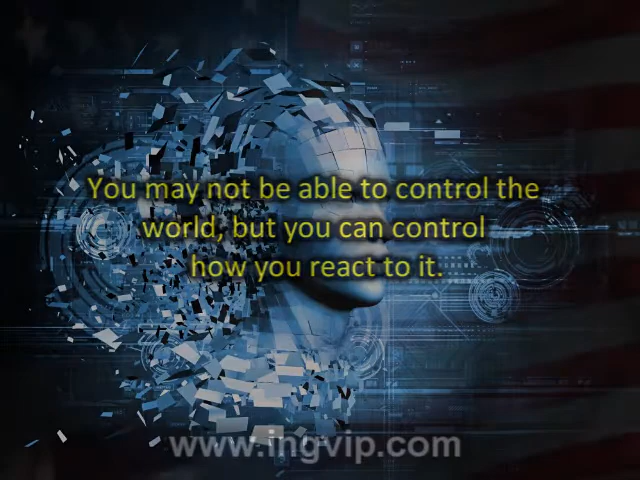 You may not be able to control the
world, but you can control
how you react to it.
www.ingvip.com